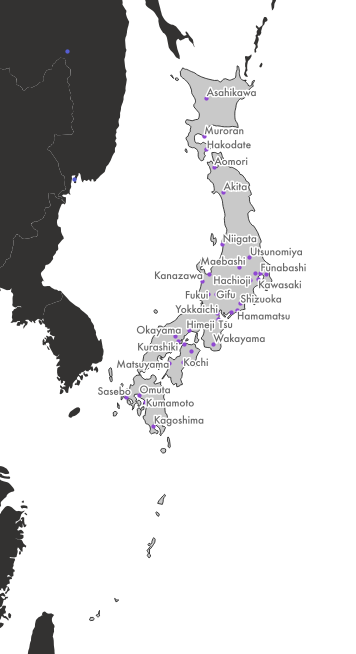 Asahikawa
Muroran
Hakodate
Aomori
Akita
Niigata
Utsunomiya
Maebashi
Funabashi
Kanazawa
Hachioji
Kawasaki
Fukui
Gifu
Shizuoka
Yokkaichi
Hamamatsu
Himeji
Tsu
Okayama
Wakayama
Kurashiki
Matsuyama
Kochi
Sasebo
Omuta
Kumamoto
Kagoshima